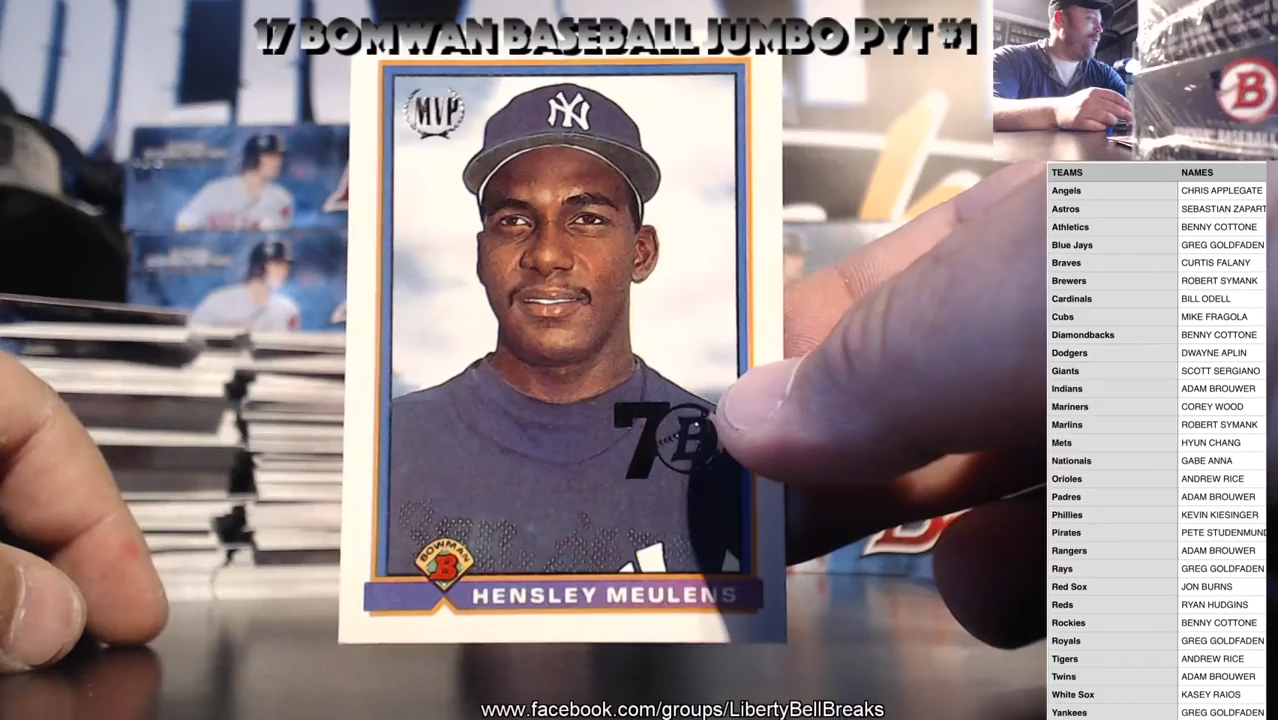 17 BOMWAN BASEBALL JUMBO PYT #1
MVP
NY
7B
BOWMAN
B
HENSLEY MEULENS
B
TEAMS NAMES
Angels CHRIS APPLEGATE
Astros SEBASTIAN ZAPART
Athletics BENNY COTTONE
Blue Jays GREG GOLDFADEN
Braves CURTIS FALANY
Brewers ROBERT SYMANK
Cardinals BILL ODELL
Cubs MIKE FRAGOLA
Diamondbacks BENNY COTTONE
Dodgers DWAYNE APLIN
Giants SCOTT SERGIANO
Indians ADAM BROUWER
Mariners COREY WOOD
Marlins ROBERT SYMANK
Mets HYUN CHANG
Nationals GABE ANNA
Orioles ANDREW RICE
Padres ADAM BROUWER
Phillies KEVIN KIESINGER
Pirates PETE STUDENMUND
Rangers ADAM BROUWER
Rays GREG GOLDFADEN
Red Sox JON BURNS
Reds RYAN HUDGINS
Rockies BENNY COTTONE
Royals GREG GOLDFADEN
Tigers ANDREW RICE
Twins ADAM BROUWER
White Sox KASEY RAIOS
Yankees GREG GOLDFADEN
www.facebook.com/groups/LibertyBellBreaks